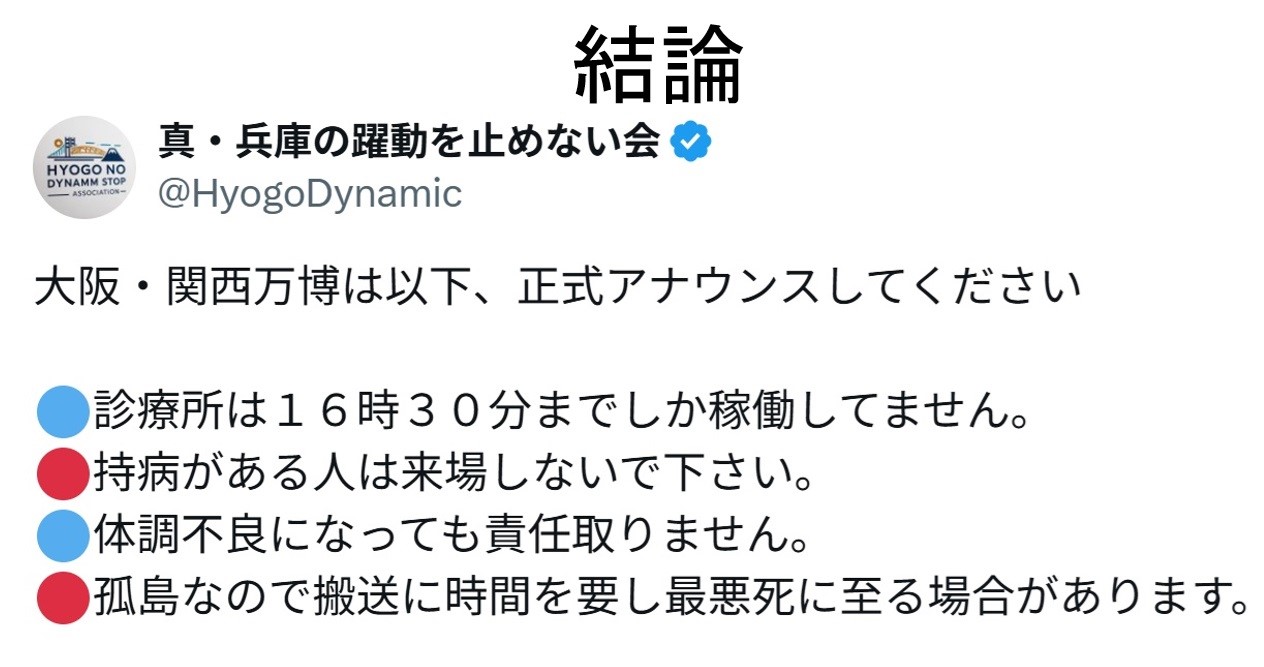 結論
真・兵庫の躍動を止めない会
HYOGO NO
DYNAMM STOP
ASSOCIATION
@HyogoDynamic
大阪・関西万博は以下、正式アナウンスしてください
🔵診療所は１６時３０分までしか稼働してません。
🔴持病がある人は来場しないで下さい。
🔵体調不良になっても責任取りません。
🔴孤島なので搬送に時間を要し最悪死に至る場合があります。